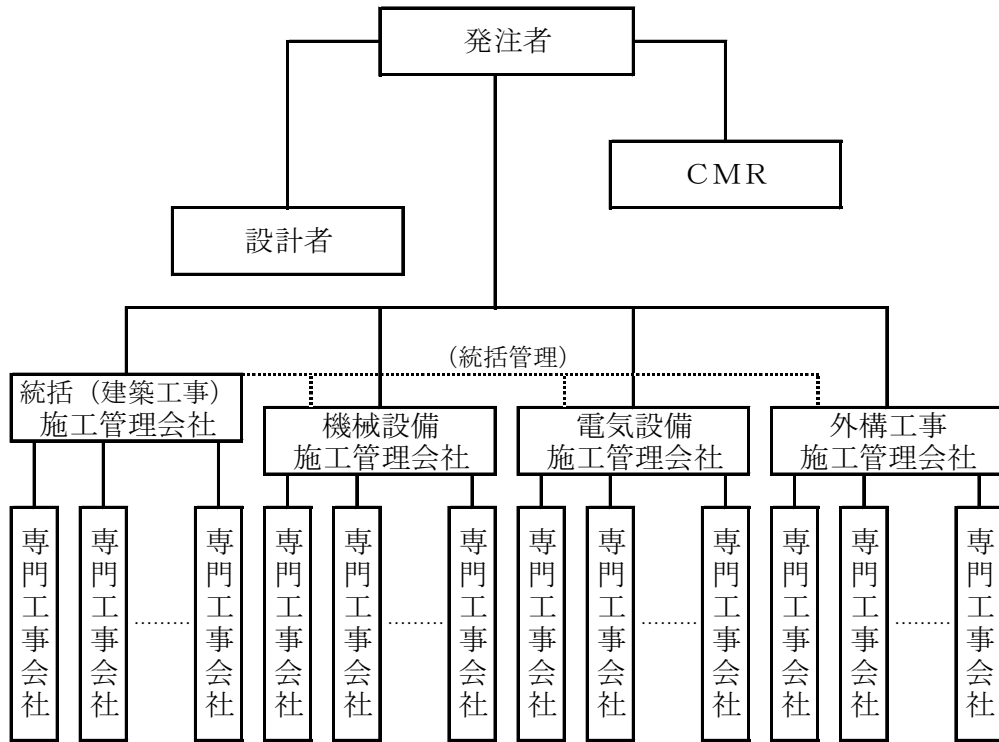 発注者
CMR
設計者
(統括管理)
統括（建築工事）
施工管理会社
機械設備
施工管理会社
電気設備
施工管理会社
外構工事
施工管理会社
専門工事会社
専門工事会社
専門工事会社
専門工事会社
専門工事会社
専門工事会社
専門工事会社
専門工事会社
専門工事会社
専門工事会社
専門工事会社
専門工事会社